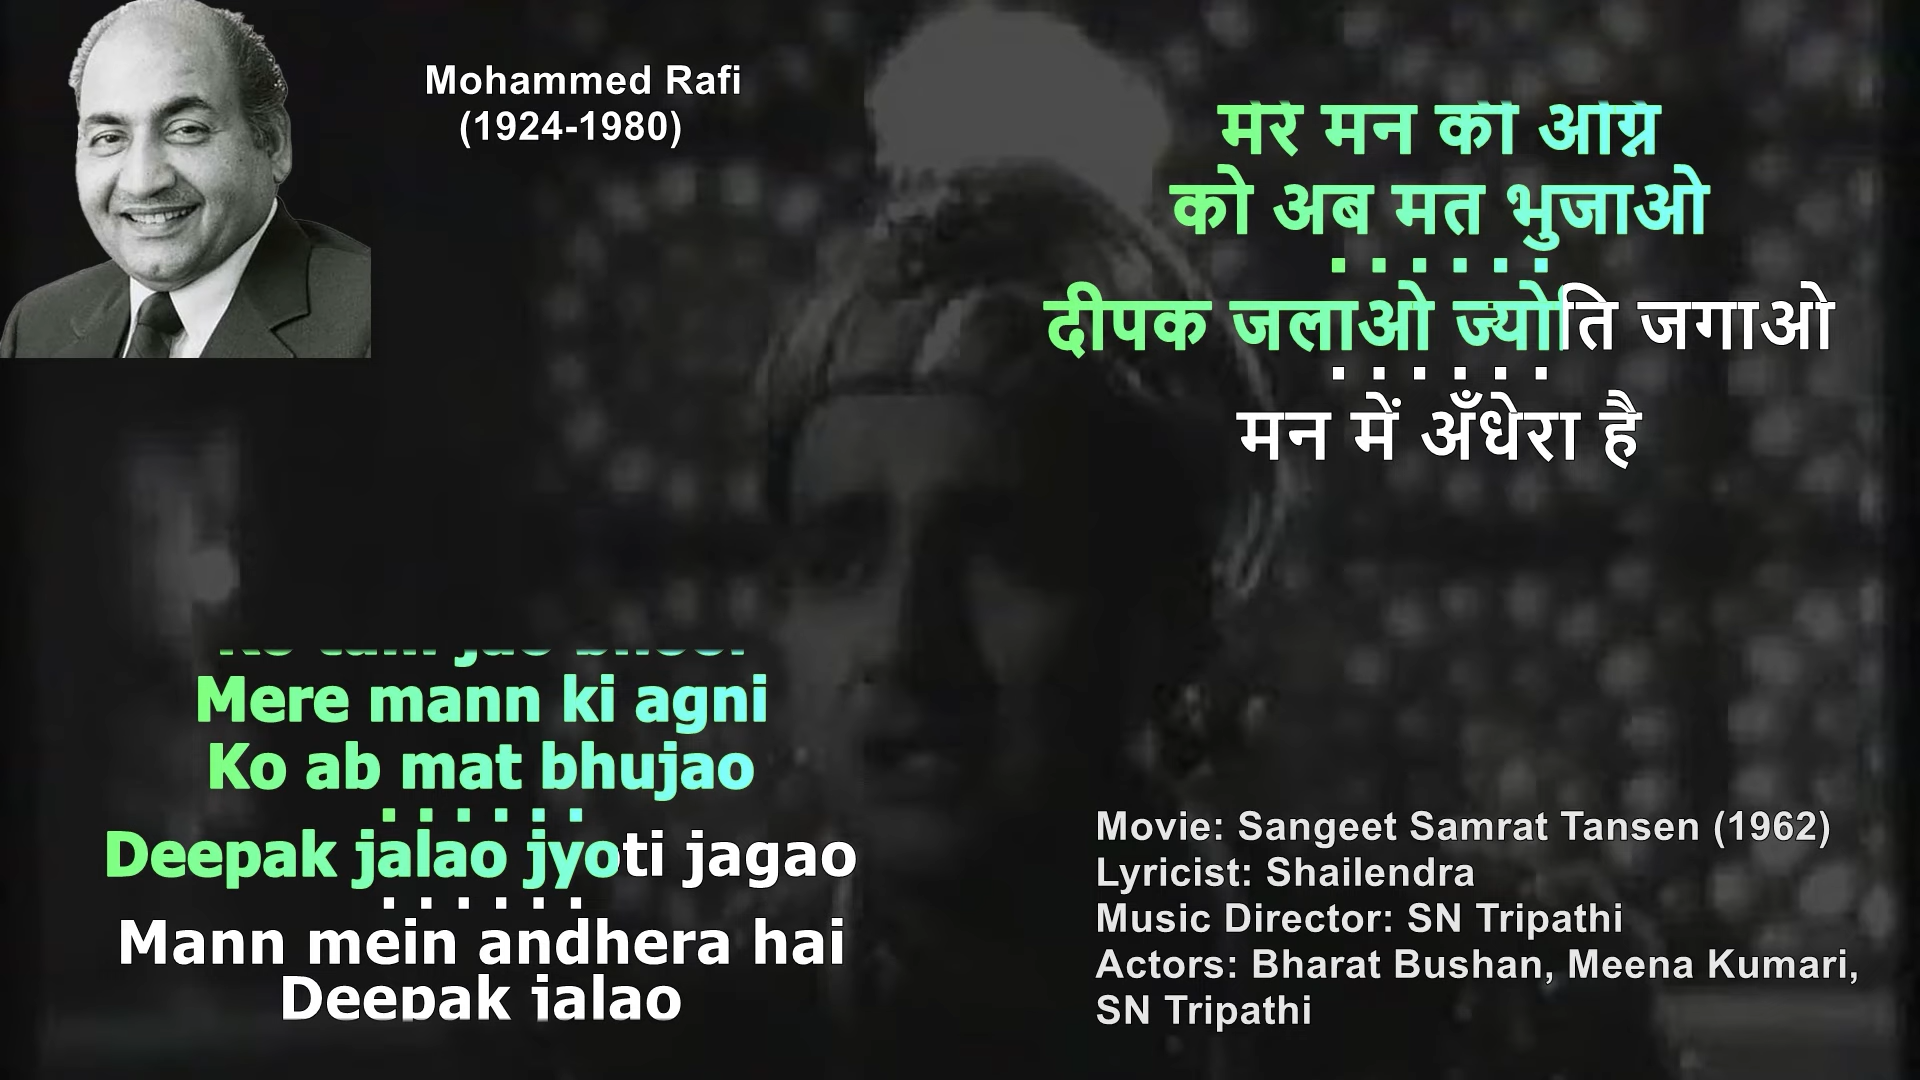 Mohammed Rafi
(1924-1980)
मेरे मन की अग्नि
को अब मत भुजाओ
......
दीपक जलाओ ज्योति जगाओ
......
मन में अँधेरा है
Mere mann ki agni
Ko ab mat bhujao
......
Deepak jalao jyoti jagao
......
Mann mein andhera hai
Deepak jalao
Movie: Sangeet Samrat Tansen (1962)
Lyricist: Shailendra
Music Director: SN Tripathi
Actors: Bharat Bushan, Meena Kumari,
SN Tripathi